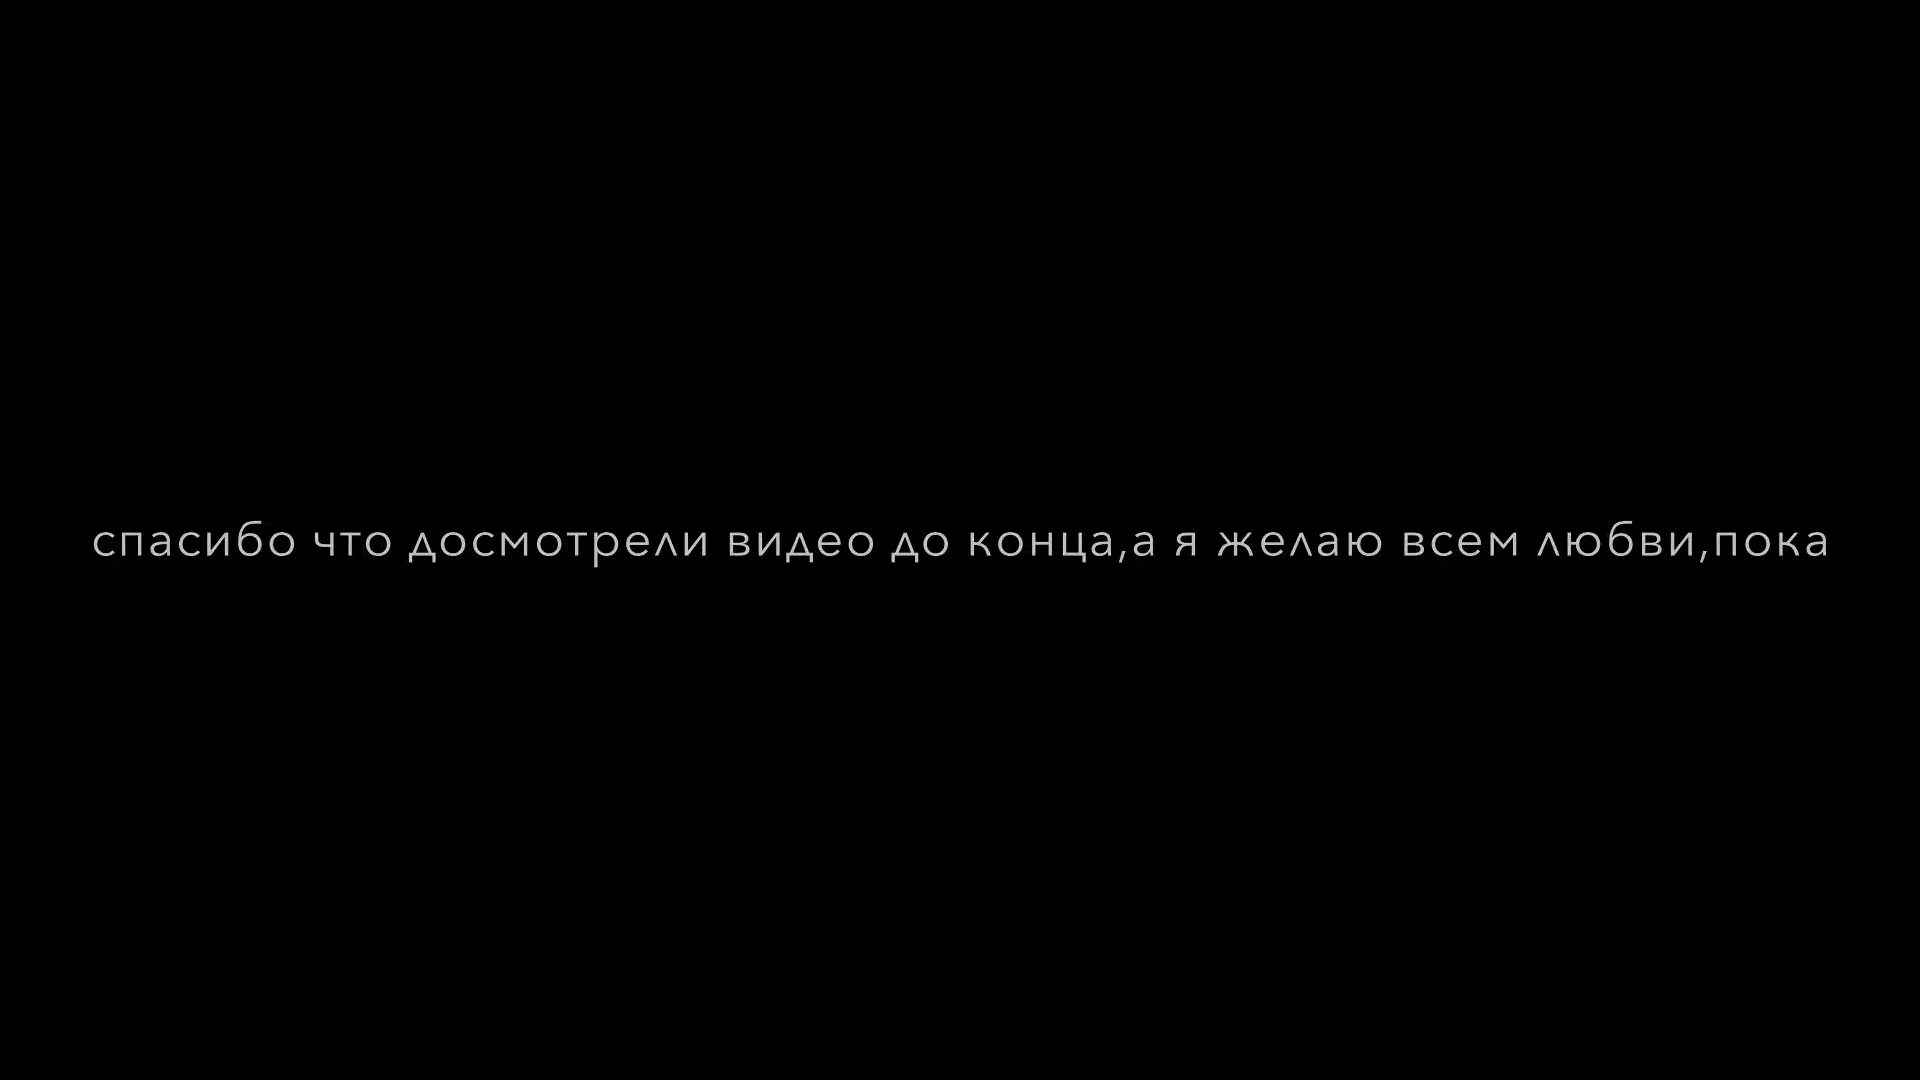 спасибо что досмотрели видео до конца,а я желаю всем любви,пока